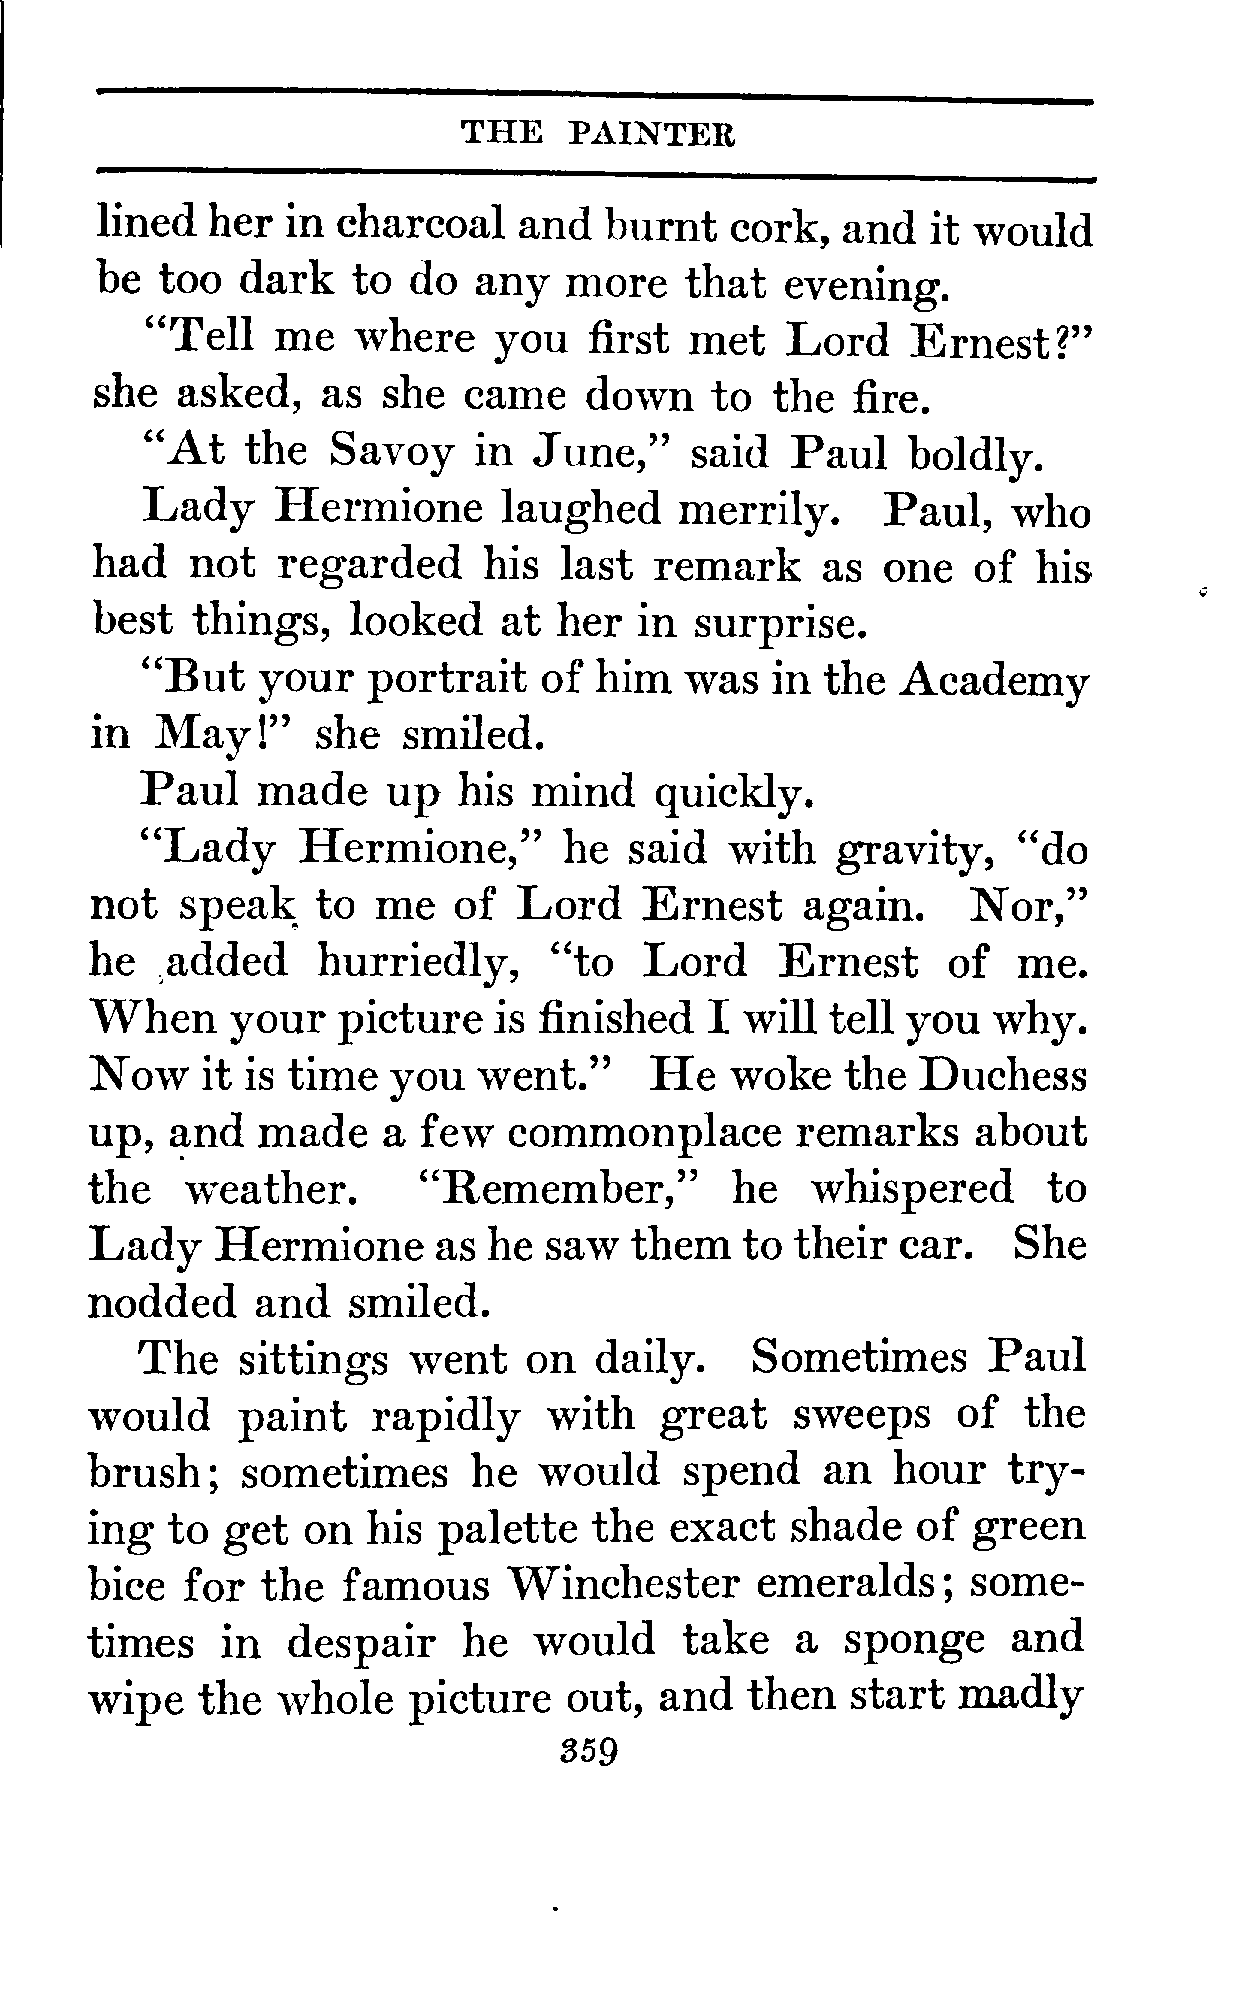 THE PAINTER
lined her in charcoal and burnt cork, and it would
be too dark to do any more that evening.
“Tell me where you first met Lord Ernest?”
she asked, as she came down to the fire.
“At the Savoy in June,” said Paul boldly.
Lady Hermione laughed merrily. Paul, who
had not regarded his last remark as one of his
best things, looked at her in surprise.
“But your portrait of him was in the Academy
in May!” she smiled.
Paul made up his mind quickly.
“Lady Hermione,” he said with gravity, “do
not speak to me of Lord Ernest again. Nor,”
he added hurriedly, “to Lord Ernest of me.
When your picture is finished I will tell you why.
Now it is time you went.” He woke the Duchess
up, and made a few commonplace remarks about
the weather. “Remember,” he whispered to
Lady Hermione as he saw them to their car. She
nodded and smiled.
The sittings went on daily. Sometimes Paul
would paint rapidly with great sweeps of the
brush; sometimes he would spend an hour try-
ing to get on his palette the exact shade of green
bice for the famous Winchester emeralds; some-
times in despair he would take a sponge and
wipe the whole picture out, and then start madly
359